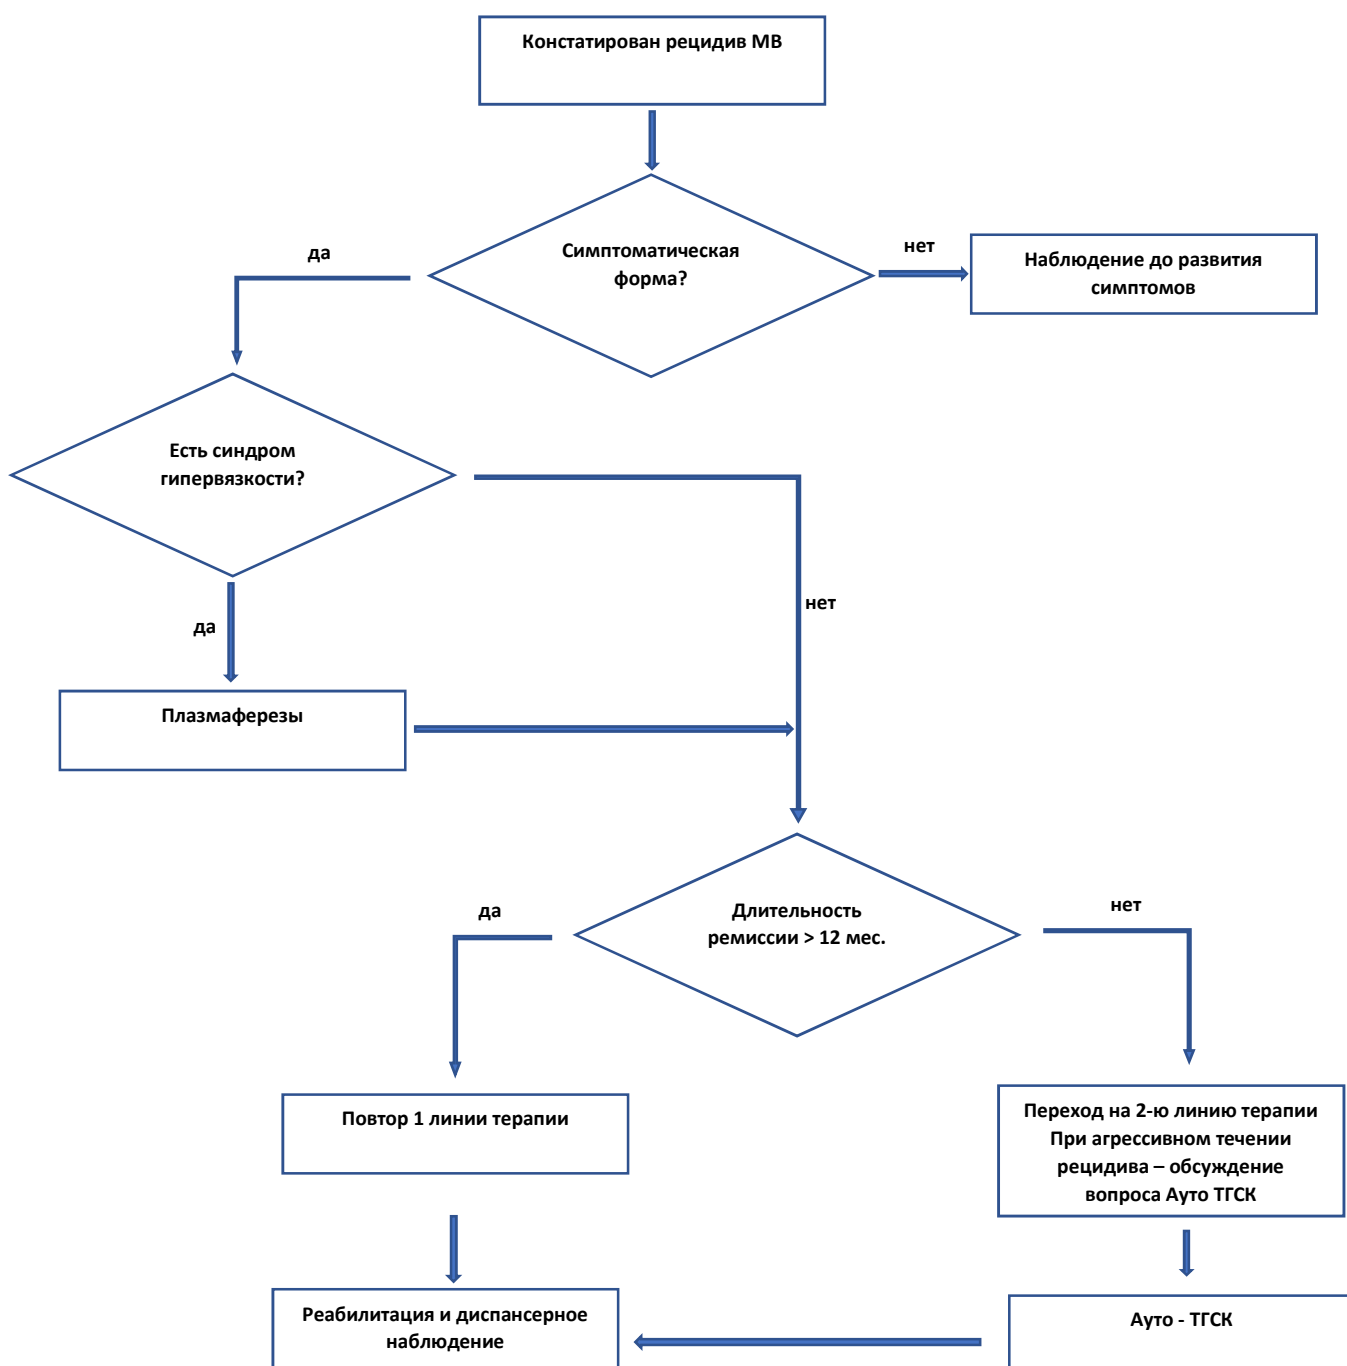 Констатирован рецидив МВ
Симптоматическая
форма?
да
нет
Наблюдение до развития
симптомов
Есть синдром
гипервязкости?
да
нет
Плазмаферезы
Длительность
ремиссии > 12 мес.
да
нет
Повтор 1 линии терапии
Переход на 2-ю линию терапии
При агрессивном течении
рецидива – обсуждение
вопроса Ауто ТГСК
Реабилитация и диспансерное
наблюдение
Ауто - ТГСК